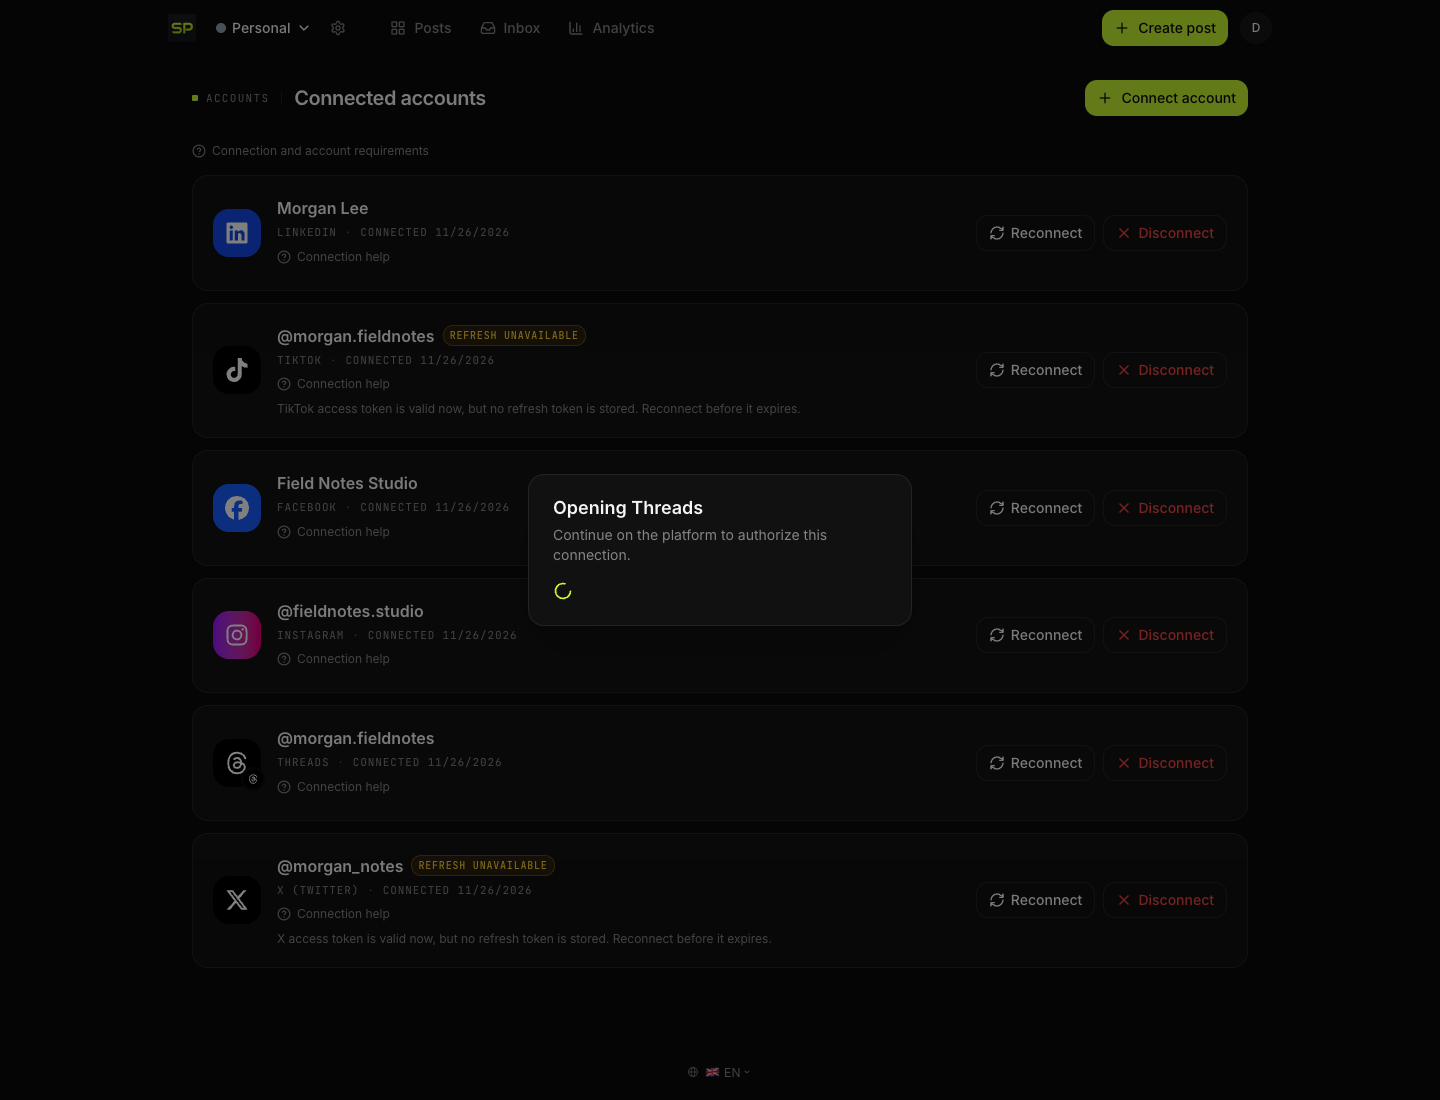 SP
Personal
Posts
Inbox
Analytics
Create post
D
ACCOUNTS
Connected accounts
Connect account
Connection and account requirements
Morgan Lee
LINKEDIN · CONNECTED 11/26/2026
Connection help
Reconnect
Disconnect
@morgan.fieldnotes
REFRESH UNAVAILABLE
TIKTOK · CONNECTED 11/26/2026
Connection help
TikTok access token is valid now, but no refresh token is stored. Reconnect before it expires.
Reconnect
Disconnect
Field Notes Studio
FACEBOOK · CONNECTED 11/26/2026
Connection help
Reconnect
Disconnect
Opening Threads
Continue on the platform to authorize this
connection.
@fieldnotes.studio
INSTAGRAM · CONNECTED 11/26/2026
Connection help
Reconnect
Disconnect
@morgan.fieldnotes
THREADS · CONNECTED 11/26/2026
Connection help
Reconnect
Disconnect
@morgan_notes
REFRESH UNAVAILABLE
X (TWITTER) · CONNECTED 11/26/2026
Connection help
X access token is valid now, but no refresh token is stored. Reconnect before it expires.
Reconnect
Disconnect
EN